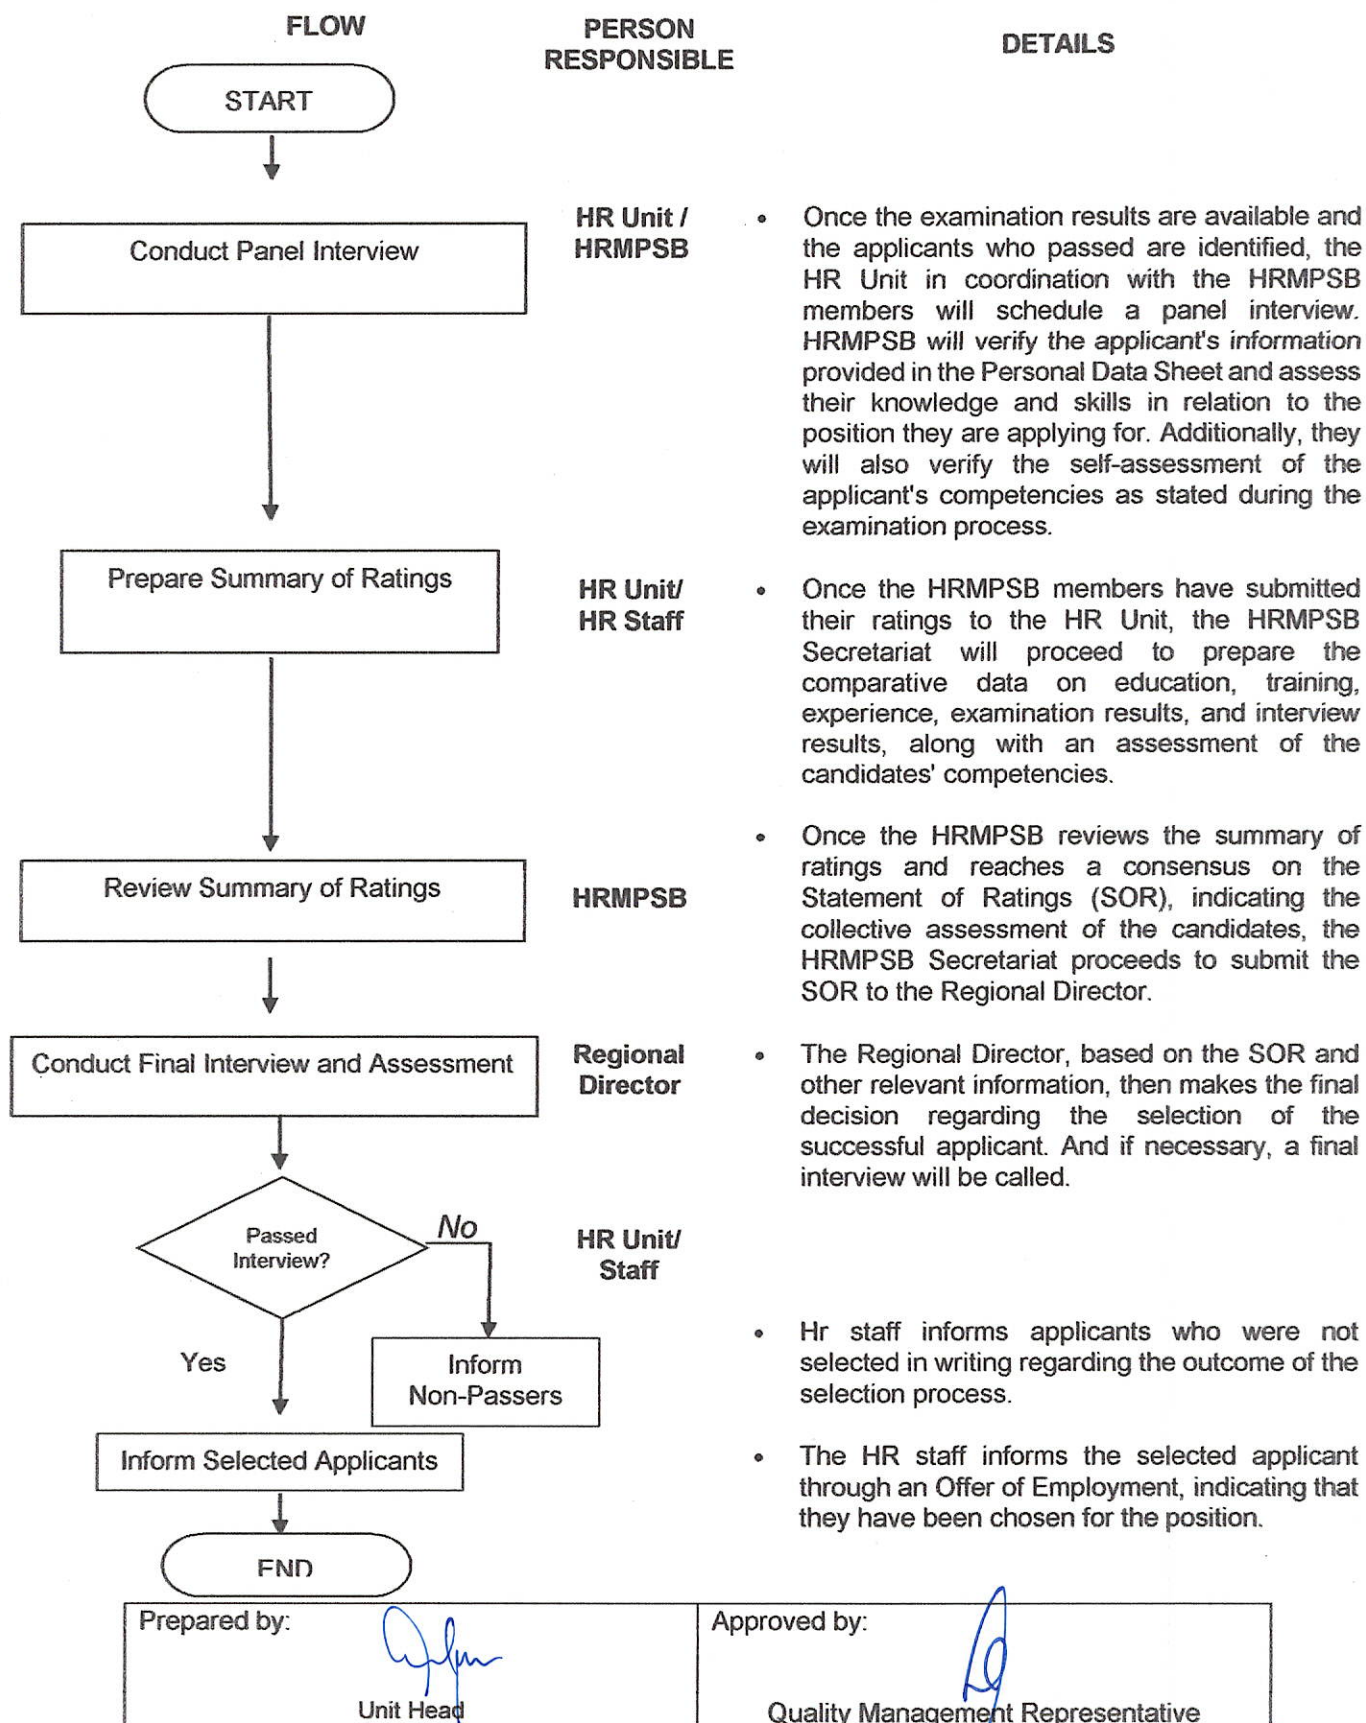 FLOW
PERSON
RESPONSIBLE
DETAILS
START
Conduct Panel Interview
HR Unit /
HRMPSB
• Once the examination results are available and
the applicants who passed are identified, the
HR Unit in coordination with the HRMPSB
members will schedule a panel interview.
HRMPSB will verify the applicant's information
provided in the Personal Data Sheet and assess
their knowledge and skills in relation to the
position they are applying for. Additionally, they
will also verify the self-assessment of the
applicant's competencies as stated during the
examination process.
Prepare Summary of Ratings
HR Unit/
HR Staff
• Once the HRMPSB members have submitted
their ratings to the HR Unit, the HRMPSB
Secretariat will proceed to prepare the
comparative data on education, training,
experience, examination results, and interview
results, along with an assessment of the
candidates' competencies.
Review Summary of Ratings
HRMPSB
• Once the HRMPSB reviews the summary of
ratings and reaches a consensus on the
Statement of Ratings (SOR), indicating the
collective assessment of the candidates, the
HRMPSB Secretariat proceeds to submit the
SOR to the Regional Director.
Conduct Final Interview and Assessment
Regional
Director
• The Regional Director, based on the SOR and
other relevant information, then makes the final
decision regarding the selection of the
successful applicant. And if necessary, a final
interview will be called.
Passed
Interview?
No
HR Unit/
Staff
Yes
Inform
Non-Passers
• Hr staff informs applicants who were not
selected in writing regarding the outcome of the
selection process.
Inform Selected Applicants
• The HR staff informs the selected applicant
through an Offer of Employment, indicating that
they have been chosen for the position.
END
Prepared by:
Unit Head
Approved by:
Quality Management Representative